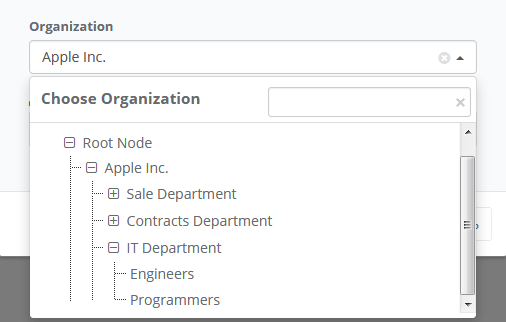 Organization
Apple Inc.
Choose Organization
Root Node
Apple Inc.
Sale Department
Contracts Department
IT Department
Engineers
Programmers